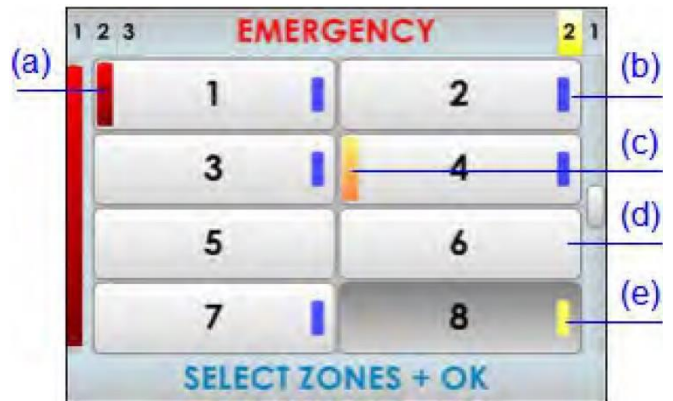 1 2 3 EMERGENCY 2 1
(a)
1 2 (b)
(c)
3 4
(d)
5 6
(e)
7 8
SELECT ZONES + OK